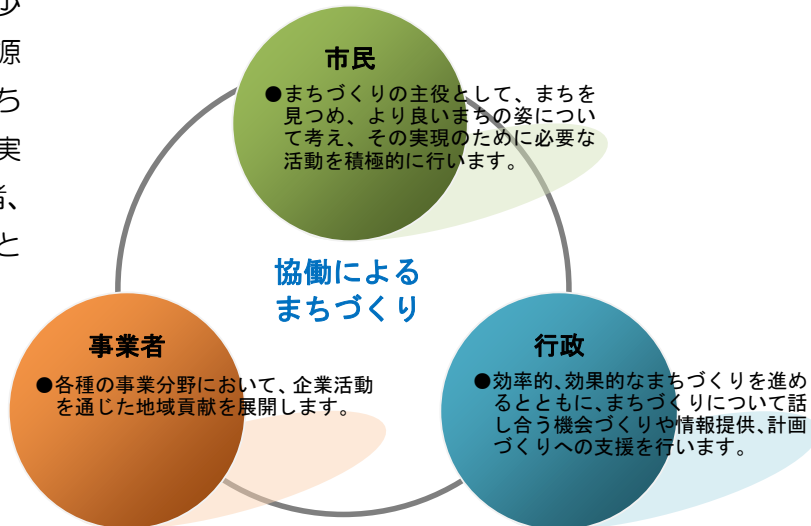 源
ち
実
者、
と
市民
●まちづくりの主役として、まちを
見つめ、より良いまちの姿につい
て考え、その実現のために必要な
活動を積極的に行います。
協働による
まちづくり
事業者
●各種の事業分野において、企業活動
を通じた地域貢献を展開します。
行政
●効率的、効果的なまちづくりを進め
るとともに、まちづくりについて話
し合う機会づくりや情報提供、計画
づくりへの支援を行います。